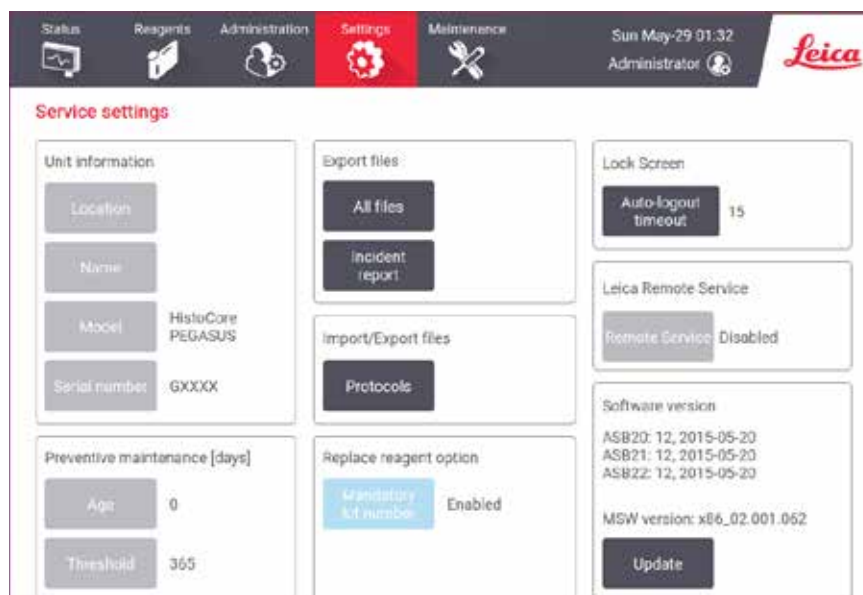 Status
Reagents
Administration
Settings
Maintenance
Sun May-29 01:32
Administrator
Leica
Service settings
Unit information
Location
Name
Model
HistoCore
PEGASUS
Serial number
GXXXX
Preventive maintenance [days]
Age
0
Threshold
365
Export files
All files
Incident
report
Import/Export files
Protocols
Replace reagent option
Mandatory
lot number
Enabled
Lock Screen
Auto-logout
timeout
15
Leica Remote Service
Remote Service
Disabled
Software version
ASB20: 12, 2015-05-20
ASB21: 12, 2015-05-20
ASB22: 12, 2015-05-20
MSW version: x86_02.001.062
Update